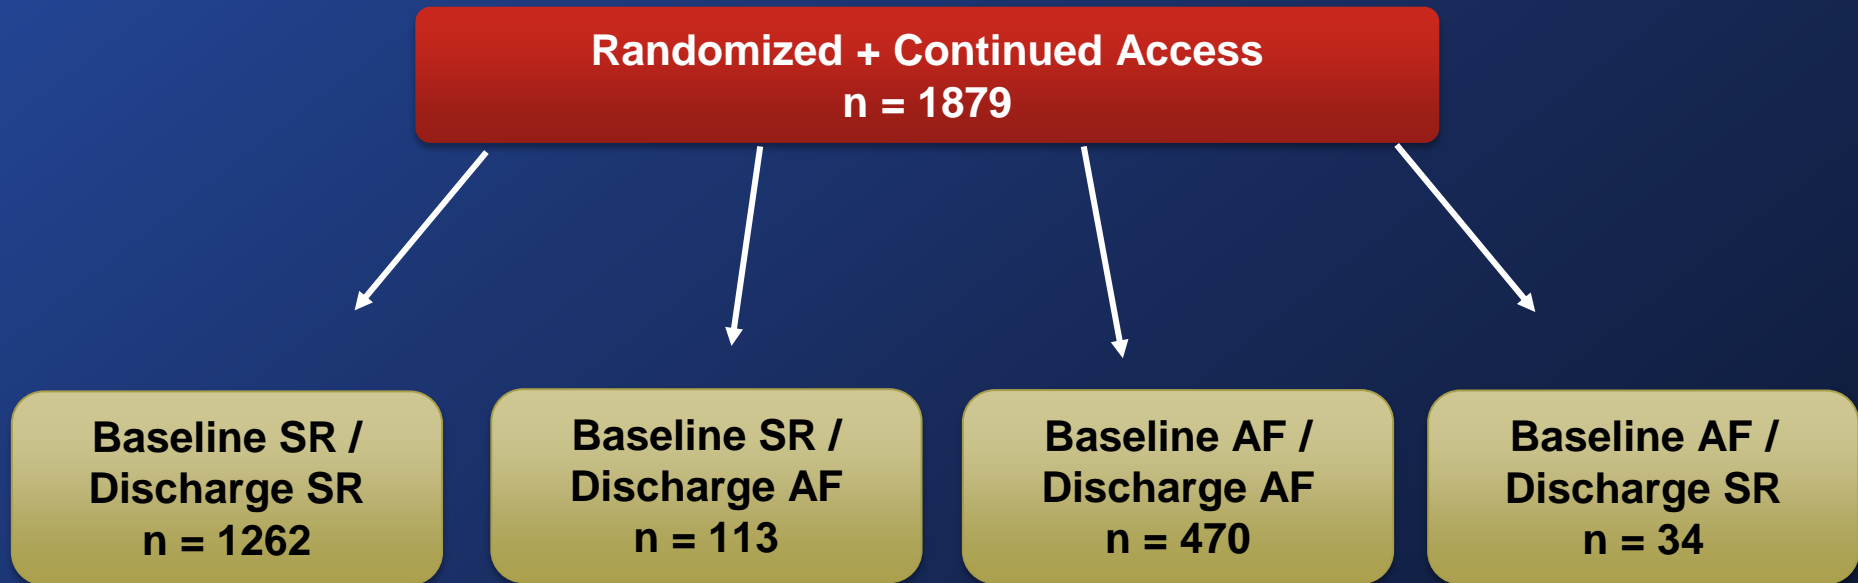 Randomized + Continued Access
n = 1879
Baseline SR /
Discharge SR
n = 1262
Baseline SR /
Discharge AF
n = 113
Baseline AF /
Discharge AF
n = 470
Baseline AF /
Discharge SR
n = 34